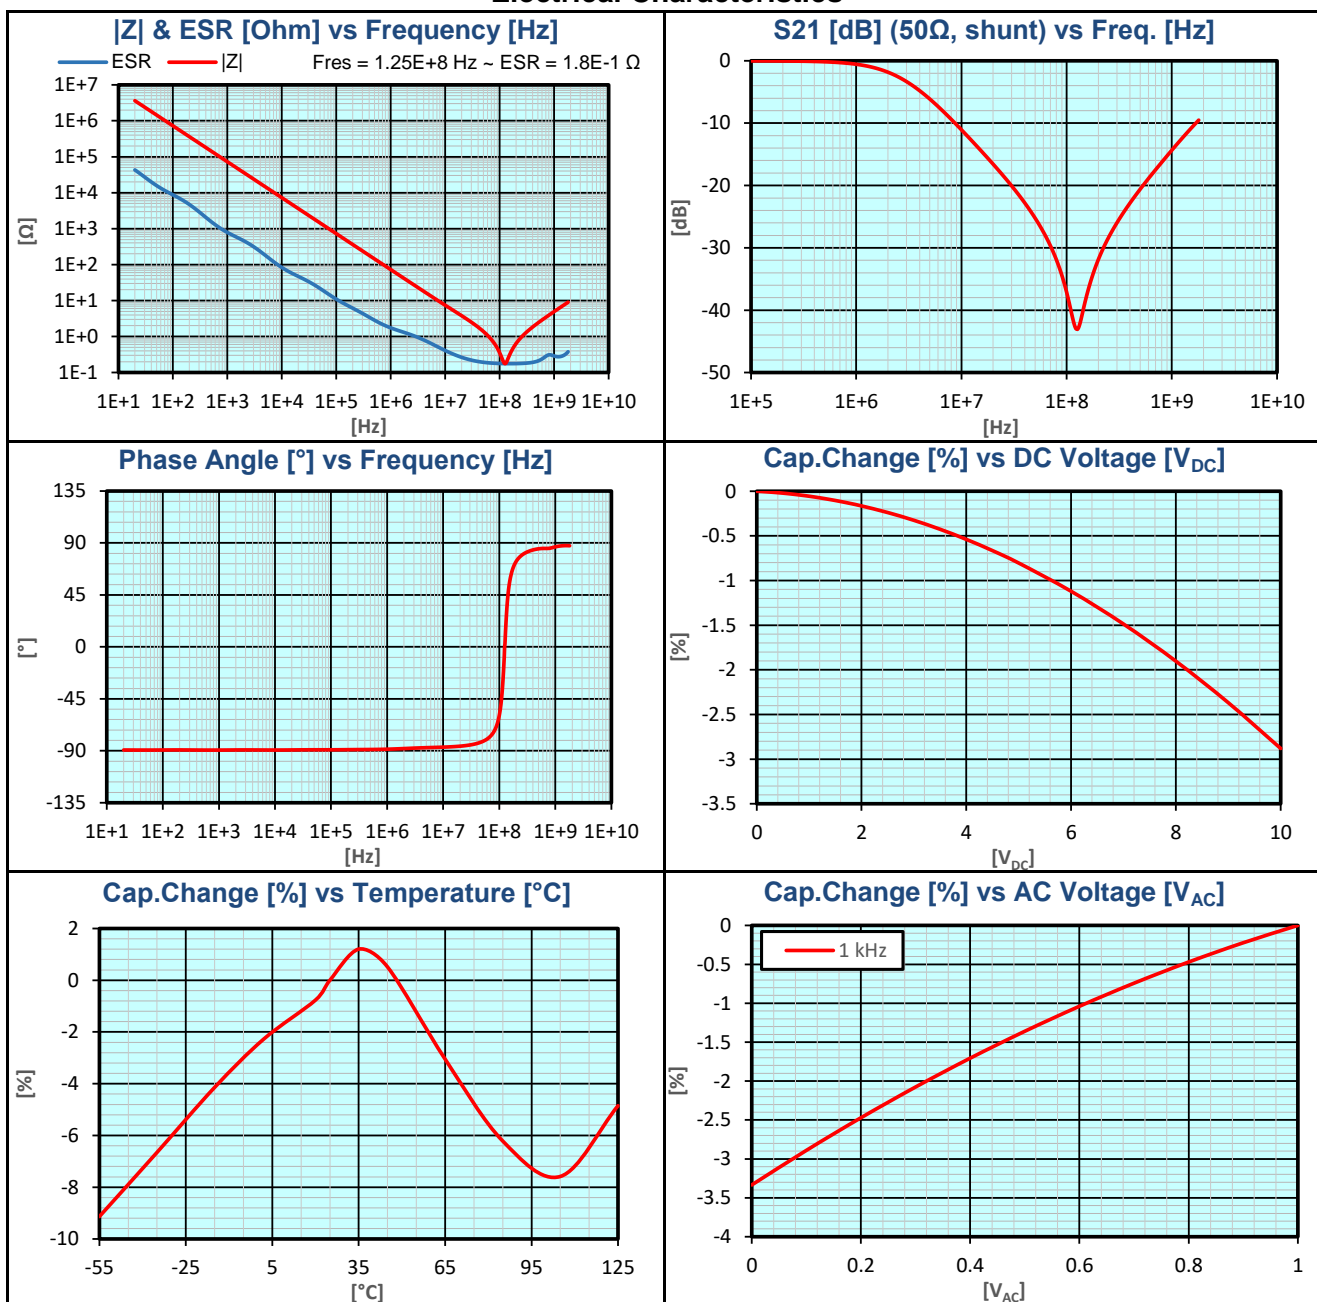 |Z| & ESR [Ohm] vs Frequency [Hz]
ESR |Z| Fres = 1.25E+8 Hz ~ ESR = 1.8E-1 Ω
1E+7
1E+6
1E+5
1E+4
1E+3
1E+2
1E+1
1E+0
1E-1
[Ω]
1E+1 1E+2 1E+3 1E+4 1E+5 1E+6 1E+7 1E+8 1E+9 1E+10
[Hz]
S21 [dB] (50Ω, shunt) vs Freq. [Hz]
0
-10
-20
-30
-40
-50
[dB]
1E+5 1E+6 1E+7 1E+8 1E+9 1E+10
[Hz]
Phase Angle [°] vs Frequency [Hz]
135
90
45
0
-45
-90
-135
[°]
1E+1 1E+2 1E+3 1E+4 1E+5 1E+6 1E+7 1E+8 1E+9 1E+10
[Hz]
Cap.Change [%] vs DC Voltage [VDC]
0
-0.5
-1
-1.5
-2
-2.5
-3
-3.5
[%]
0 2 4 6 8 10
[VDC]
Cap.Change [%] vs Temperature [°C]
2
0
-2
-4
-6
-8
-10
[%]
-55 -25 5 35 65 95 125
[°C]
Cap.Change [%] vs AC Voltage [VAC]
1 kHz
0
-0.5
-1
-1.5
-2
-2.5
-3
-3.5
-4
[%]
0 0.2 0.4 0.6 0.8 1
[VAC]